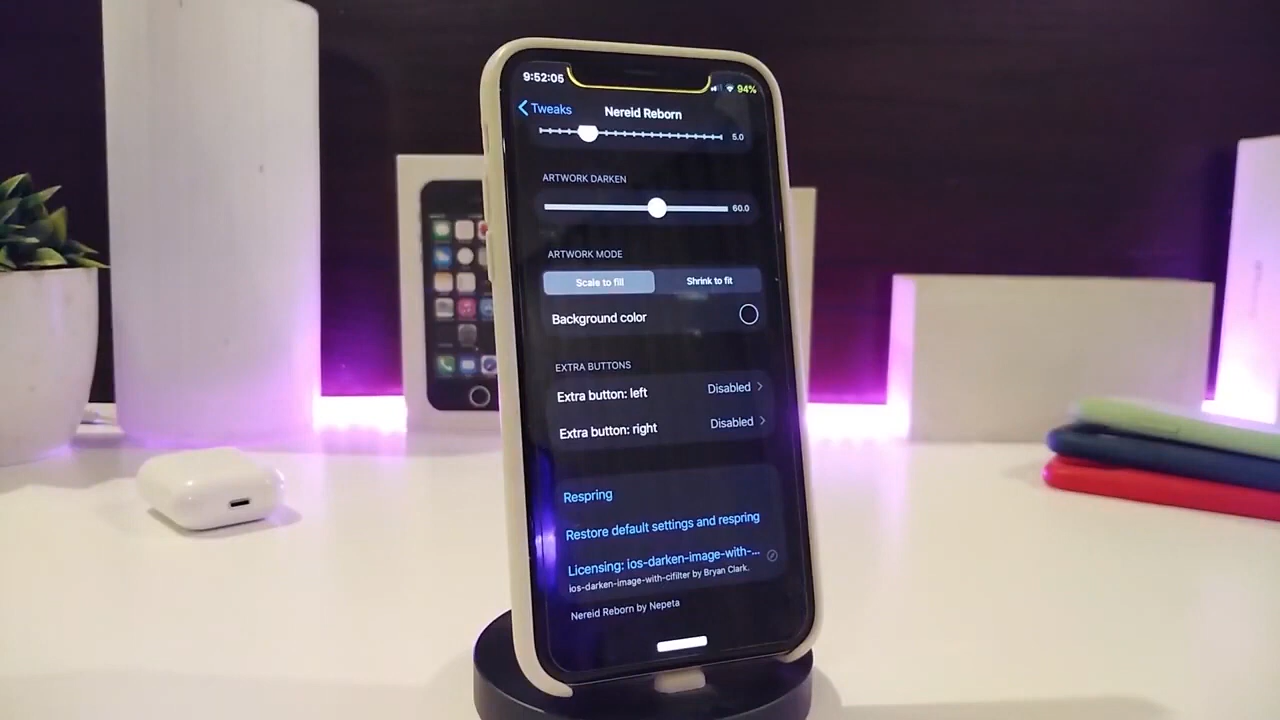 9:52:05
94%
Tweaks
Nereid Reborn
5.0
ARTWORK DARKEN
60.0
ARTWORK MODE
Scale to fill
Shrink to fit
Background color
EXTRA BUTTONS
Extra button: left
Disabled
Extra button: right
Disabled
Respring
Restore default settings and respring
Licensing: ios-darken-image-with-...
ios-darken-image-with-cifilter by Bryan Clark.
Nereid Reborn by Nepeta